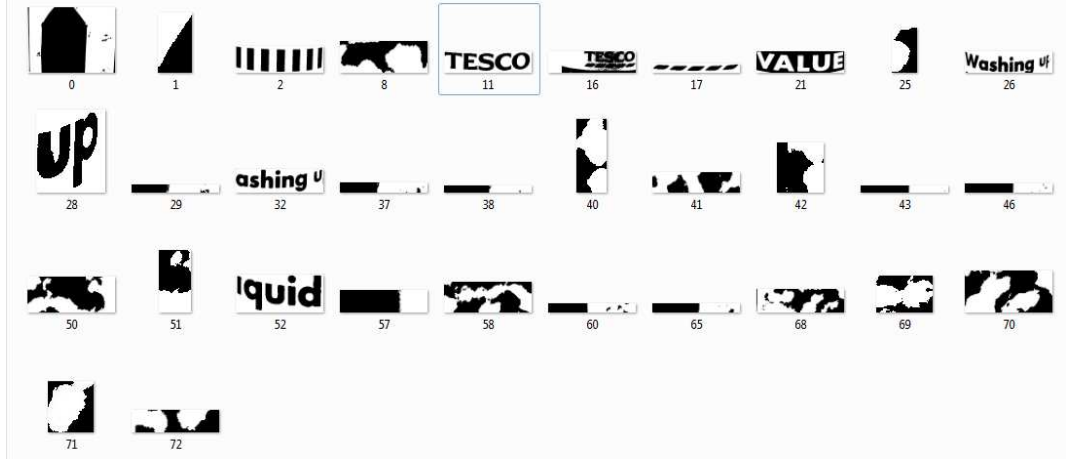 TESCO TESCO VALUE Washing UP
0 1 2 8 11 16 17 21 25 26
up ashing U
28 29 32 37 38 40 41 42 43 46
quid
50 51 52 57 58 60 65 68 69 70
71 72